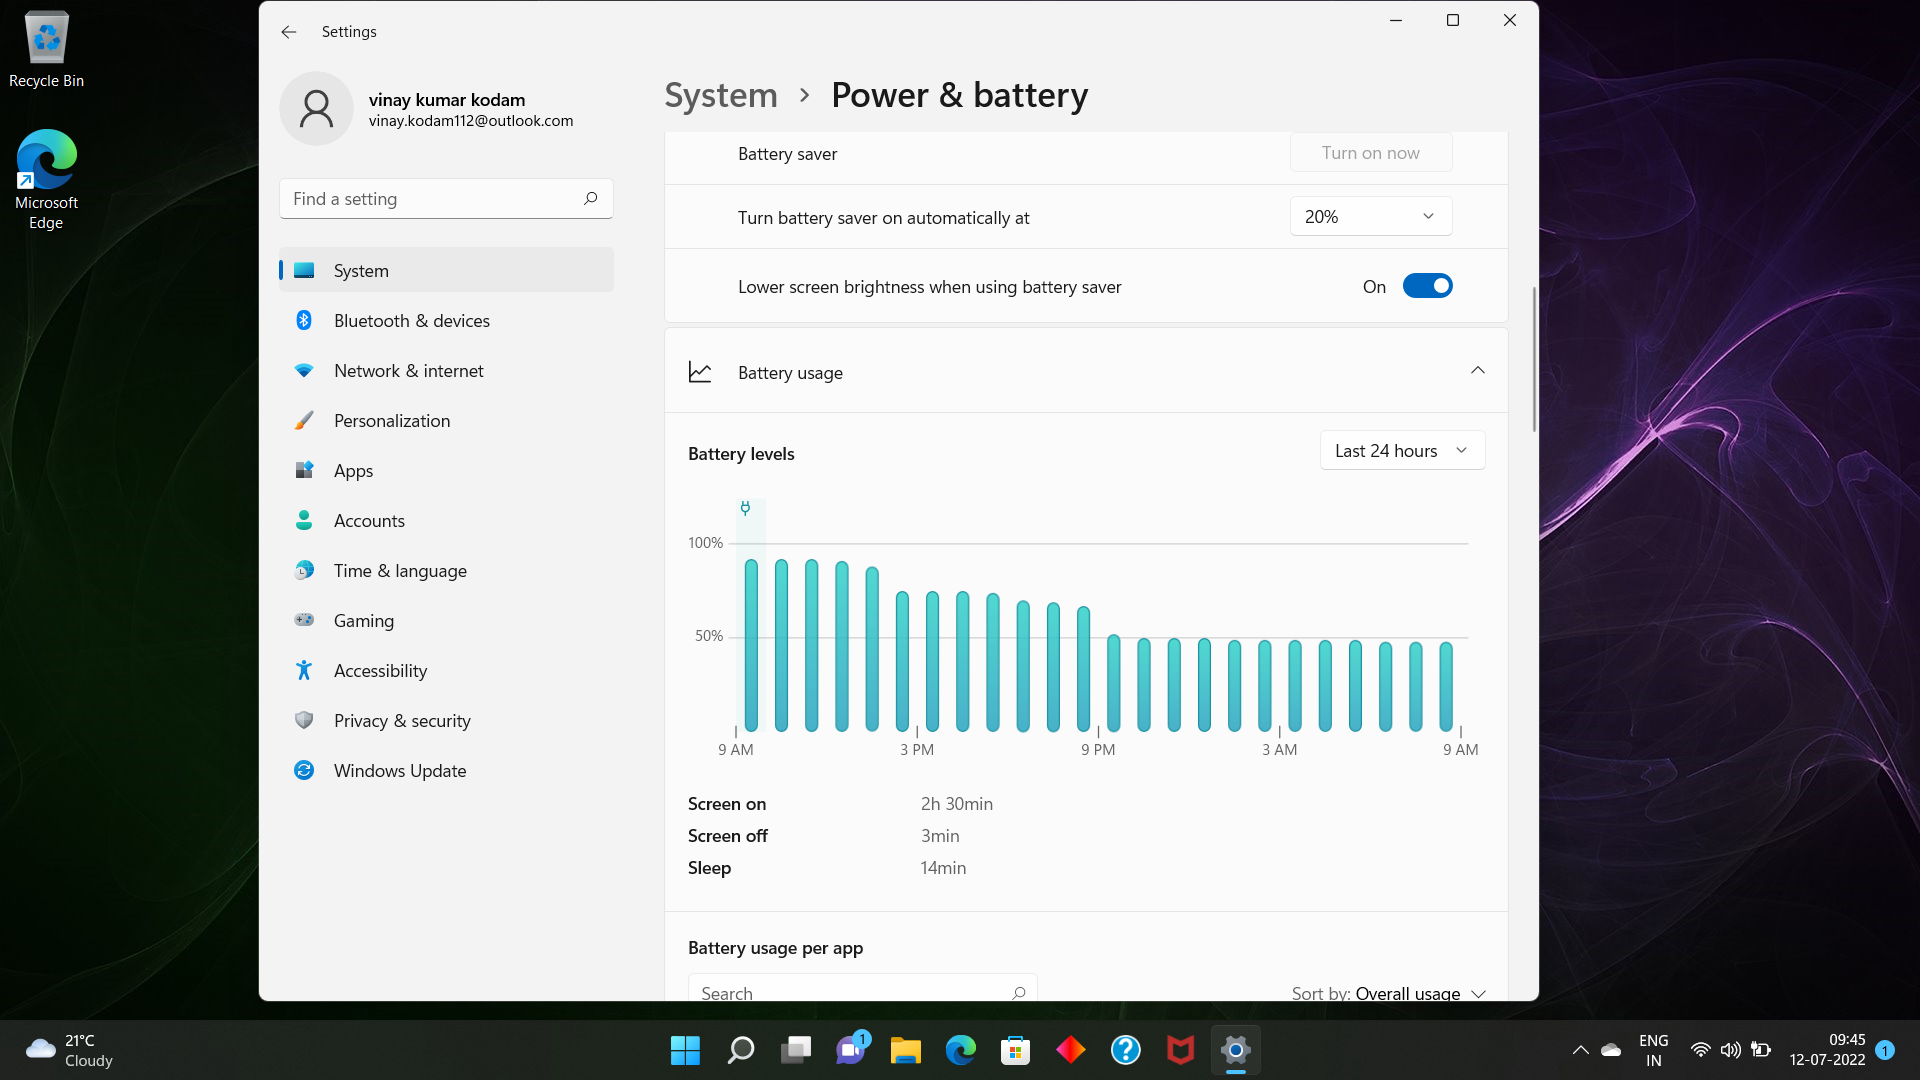 Recycle Bin
Microsoft
Edge
Settings
vinay kumar kodam
vinay.kodam112@outlook.com
Find a setting
System
Bluetooth & devices
Network & internet
Personalization
Apps
Accounts
Time & language
Gaming
Accessibility
Privacy & security
Windows Update
System > Power & battery
Battery saver
Turn on now
Turn battery saver on automatically at
20%
Lower screen brightness when using battery saver
On
Battery usage
Battery levels
Last 24 hours
100%
50%
9 AM 3 PM 9 PM 3 AM 9 AM
Screen on 2h 30min
Screen off 3min
Sleep 14min
Battery usage per app
Search
Sort by: Overall usage
21°C
Cloudy
1
ENG
IN
09:45
12-07-2022
1